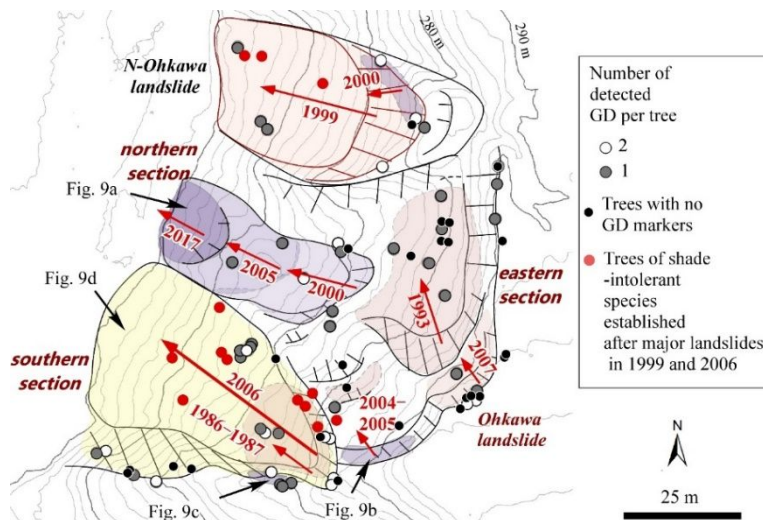 280 m
290 m
N-Ohkawa
landslide
2000
1999
northern
section
Fig. 9a
2017
2005
2000
Fig. 9d
eastern
section
1993
southern
section
2006
2007
1986-1987
2004-
2005
Ohkawa
landslide
Fig. 9c
Fig. 9b
Number of
detected
GD per tree
2
1
Trees with no
GD markers
Trees of shade
-intolerant
species
established
after major landslides
in 1999 and 2006
N
25 m